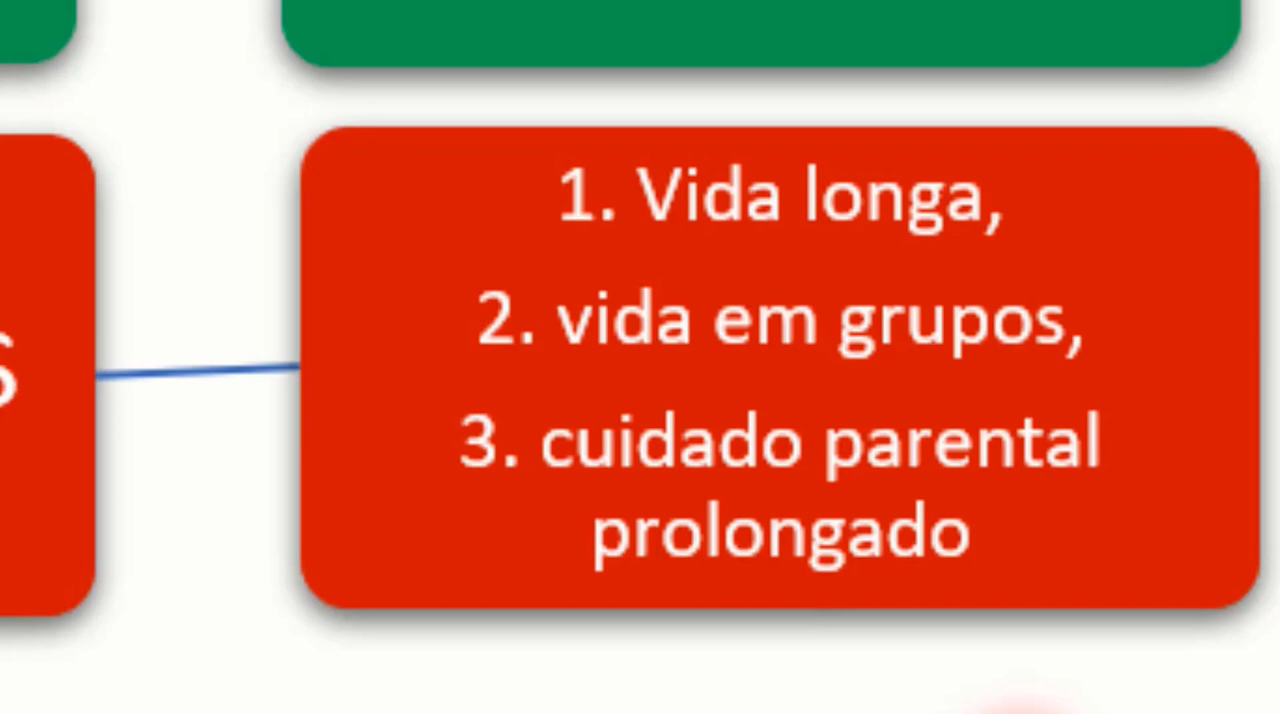 1. Vida longa,
2. vida em grupos,
3. cuidado parental
prolongado